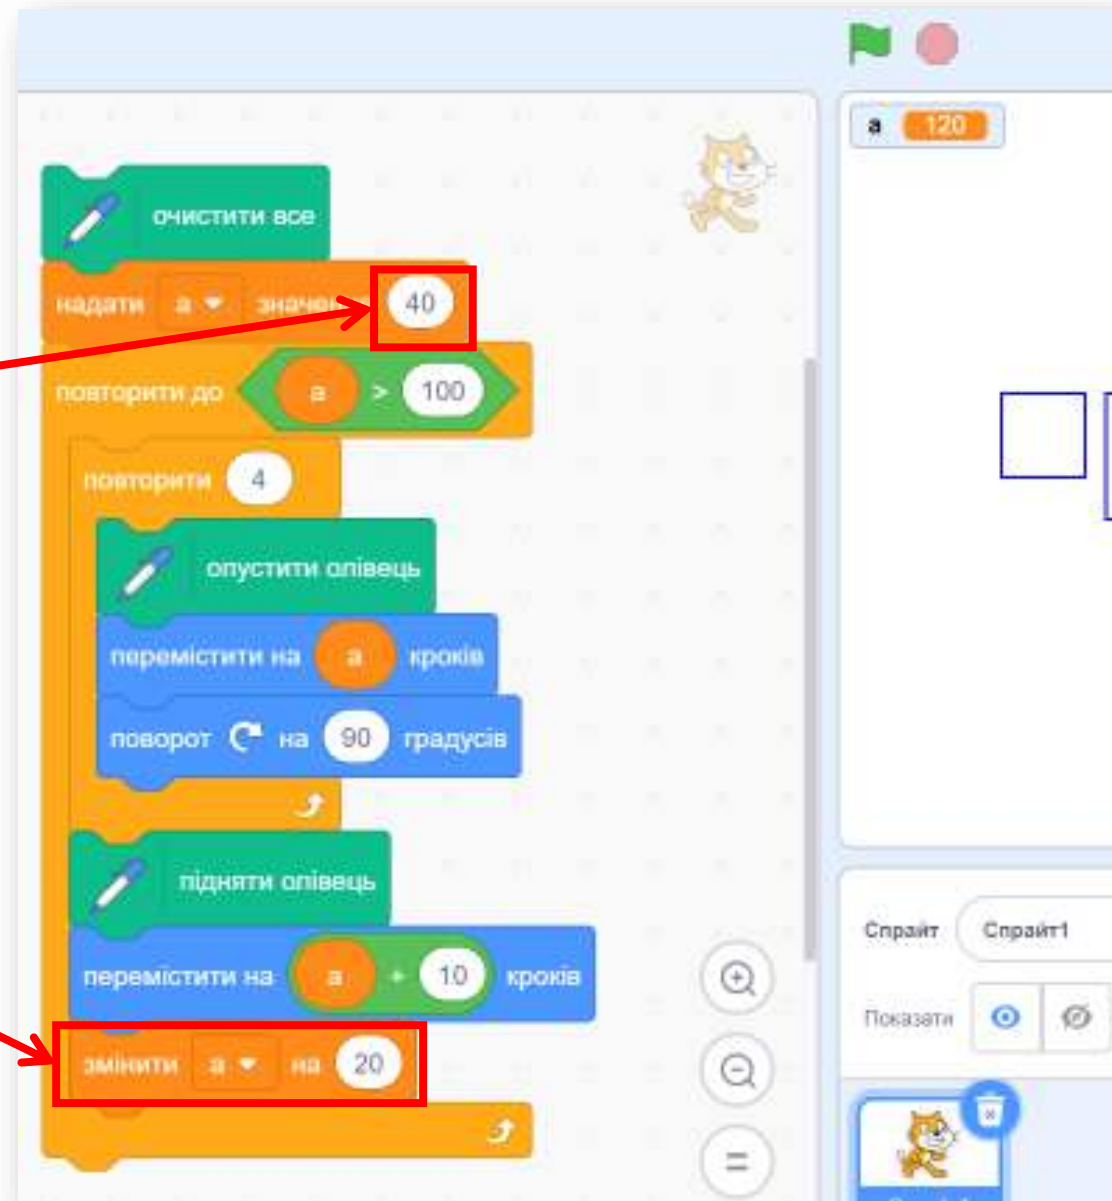 a 120
очистити все
надати a значен 40
повторити до a > 100
повторити 4
опустити олівець
перемістити на a кроків
поворот на 90 градусів
підняти олівець
перемістити на a + 10 кроків
змінити a на 20
Спрайт Спрайт1
Показати